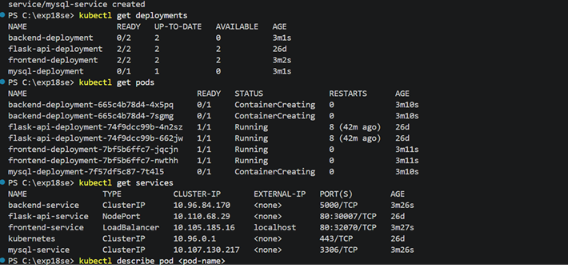 service/mysql-service created
PS C:\exp18se> kubectl get deployments
NAME READY UP-TO-DATE AVAILABLE AGE
backend-deployment 0/2 2 0 3m1s
flask-api-deployment 2/2 2 2 26d
frontend-deployment 2/2 2 2 3m2s
mysql-deployment 0/1 1 0 3m1s
PS C:\exp18se> kubectl get pods
NAME READY STATUS RESTARTS AGE
backend-deployment-665c4b78d4-4x5pq 0/1 ContainerCreating 0 3m10s
backend-deployment-665c4b78d4-7sgmg 0/1 ContainerCreating 0 3m10s
flask-api-deployment-74f9dcc99b-4n2sz 1/1 Running 8 (42m ago) 26d
flask-api-deployment-74f9dcc99b-662jw 1/1 Running 8 (42m ago) 26d
frontend-deployment-7bf5b6ffc7-jqcjn 1/1 Running 0 3m11s
frontend-deployment-7bf5b6ffc7-nwthh 1/1 Running 0 3m11s
mysql-deployment-7f57df5c87-7t4l5 0/1 ContainerCreating 0 3m10s
PS C:\exp18se> kubectl get services
NAME TYPE CLUSTER-IP EXTERNAL-IP PORT(S) AGE
backend-service ClusterIP 10.96.84.170 <none> 5000/TCP 3m26s
flask-api-service NodePort 10.110.68.29 <none> 80:30007/TCP 26d
frontend-service LoadBalancer 10.105.185.16 localhost 80:32070/TCP 3m27s
kubernetes ClusterIP 10.96.0.1 <none> 443/TCP 26d
mysql-service ClusterIP 10.107.130.217 <none> 3306/TCP 3m26s
PS C:\exp18se> kubectl describe pod <pod-name>